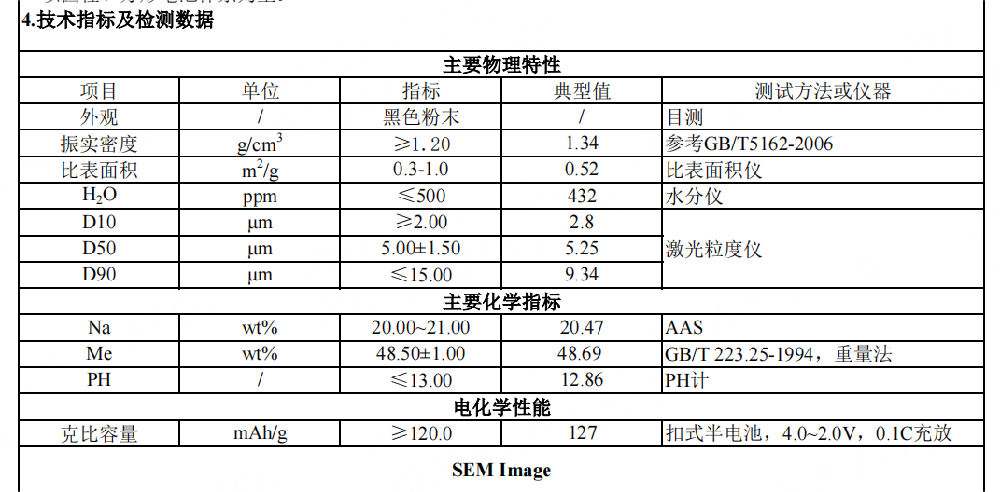 4.技术指标及检测数据
主要物理特性
项目 单位 指标 典型值 测试方法或仪器
外观 / 黑色粉末 / 目测
振实密度 g/cm³ ≥1.20 1.34 参考GB/T5162-2006
比表面积 m²/g 0.3-1.0 0.52 比表面积仪
H₂O ppm ≤500 432 水分仪
D10 μm ≥2.00 2.8
D50 μm 5.00±1.50 5.25 激光粒度仪
D90 μm ≤15.00 9.34
主要化学指标
Na wt% 20.00~21.00 20.47 AAS
Me wt% 48.50±1.00 48.69 GB/T 223.25-1994，重量法
PH / ≤13.00 12.86 PH计
电化学性能
克比容量 mAh/g ≥120.0 127 扣式半电池，4.0~2.0V，0.1C充放
SEM Image